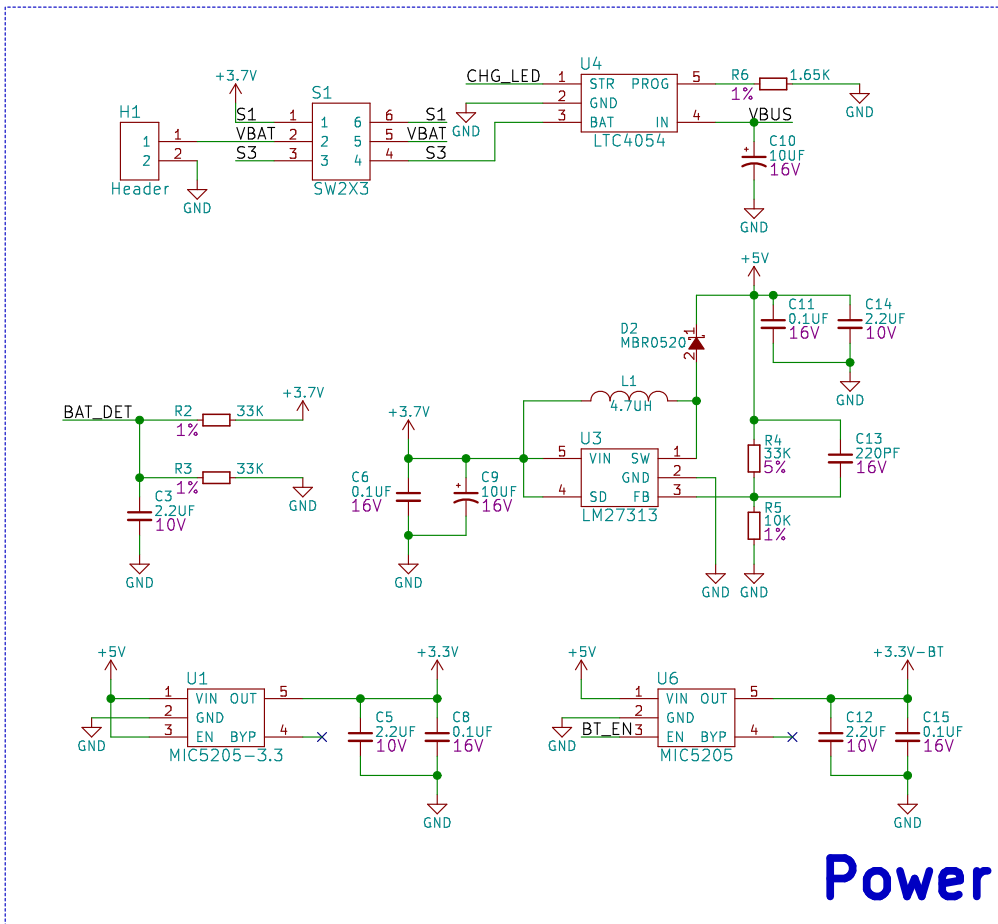 +3.7V
H1
1
2
Header
1
2
GND
S1
VBAT
S3
S1
1
2
3
1
2
3
6
5
4
6
5
4
SW2X3
S1
VBAT
S3
CHG_LED
GND
U4
1
2
3
STR PROG
GND
BAT IN
5
4
LTC4054
R6 1.65K
1%
GND
VBUS
C10
10UF
16V
GND
+5V
C11
0.1UF
16V
C14
2.2UF
10V
GND
D2
MBR0520
1
2
L1
4.7UH
BAT_DET
R2 33K
1%
+3.7V
R3 33K
1%
GND
C3
2.2UF
10V
GND
+3.7V
C6
0.1UF
16V
C9
10UF
16V
GND
U3
5
4
VIN SW
GND
SD FB
1
2
3
LM27313
GND
R4
33K
5%
C13
220PF
16V
R5
10K
1%
GND
+5V
GND
U1
1
2
3
VIN OUT
GND
EN BYP
5
4
MIC5205-3.3
+3.3V
C5
2.2UF
10V
C8
0.1UF
16V
GND
+5V
GND
BT_EN
U6
1
2
3
VIN OUT
GND
EN BYP
5
4
MIC5205
+3.3V-BT
C12
2.2UF
10V
C15
0.1UF
16V
GND
Power